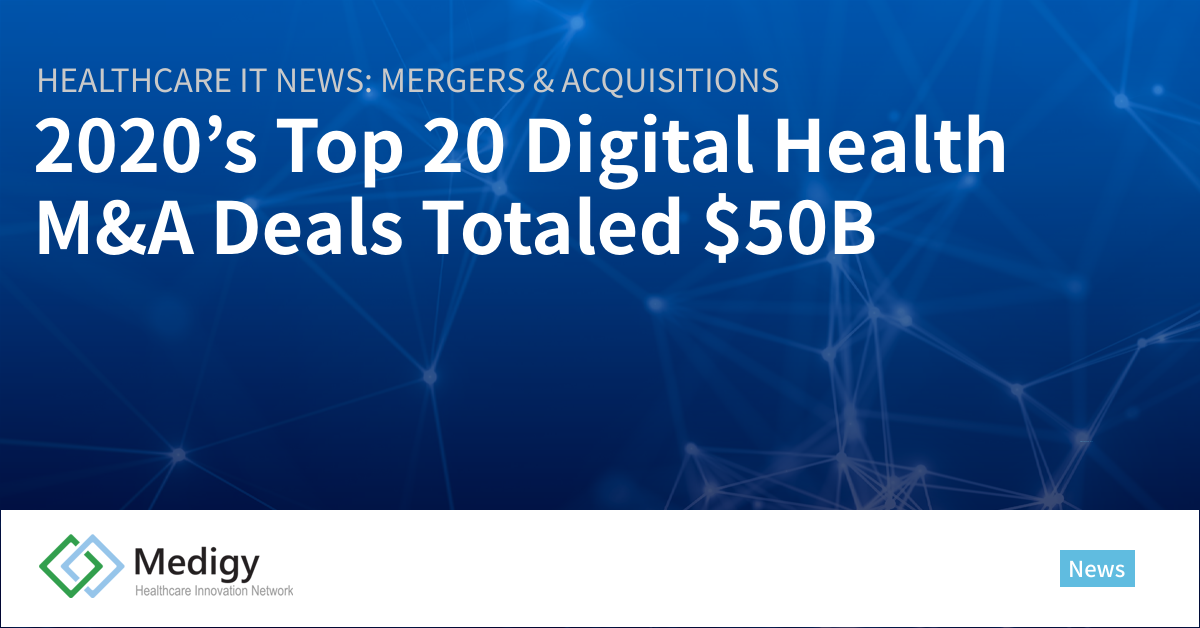 HEALTHCARE IT NEWS: MERGERS & ACQUISITIONS
2020’s Top 20 Digital Health
M&A Deals Totaled $50B
Medigy
Healthcare Innovation Network
News